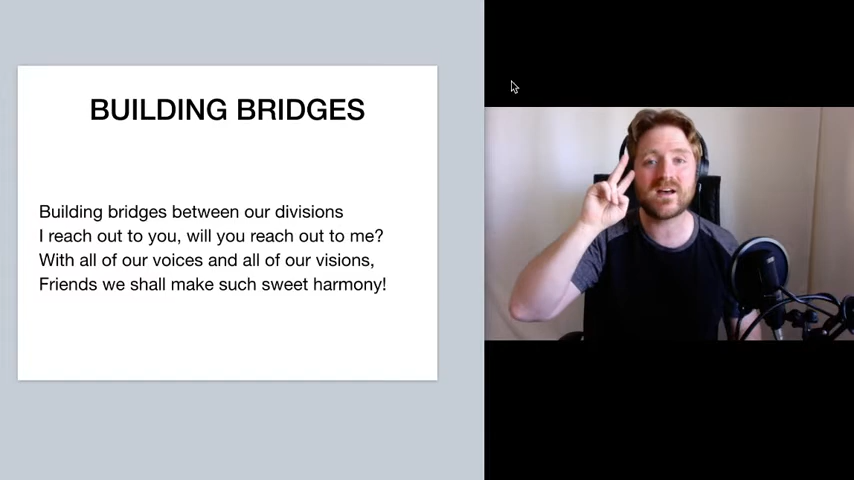 BUILDING BRIDGES
Building bridges between our divisions
I reach out to you, will you reach out to me?
With all of our voices and all of our visions,
Friends we shall make such sweet harmony!